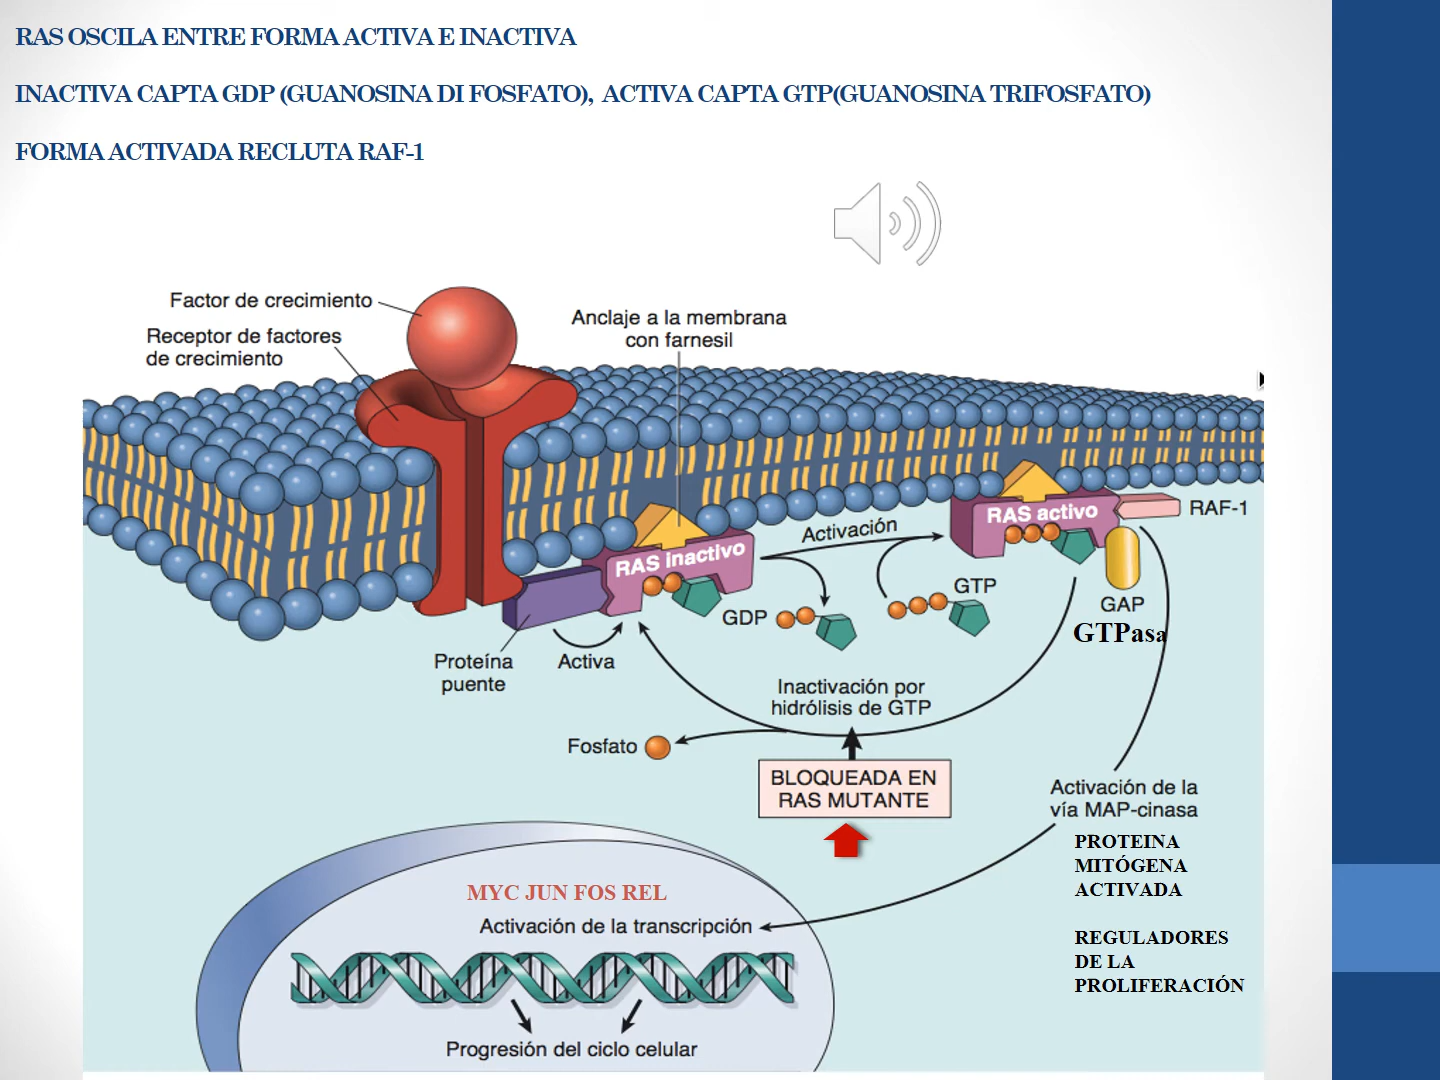 RAS OSCILA ENTRE FORMA ACTIVA E INACTIVA
INACTIVA CAPTA GDP (GUANOSINA DI FOSFATO), ACTIVA CAPTA GTP(GUANOSINA TRIFOSFATO)
FORMA ACTIVADA RECLUTA RAF-1
Factor de crecimiento
Receptor de factores
de crecimiento
Anclaje a la membrana
con farnesil
RAS inactivo
Activación
RAS activo
RAF-1
GDP
GTP
GAP
GTPasa
Proteína
puente
Activa
Inactivación por
hidrólisis de GTP
Fosfato
BLOQUEADA EN
RAS MUTANTE
Activación de la
vía MAP-cinasa
PROTEINA
MITÓGENA
ACTIVADA
REGULADORES
DE LA
PROLIFERACIÓN
MYC JUN FOS REL
Activación de la transcripción
Progresión del ciclo celular